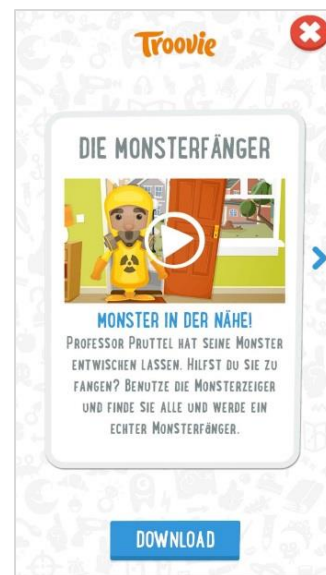 Troovie
DIE MONSTERFÄNGER
MONSTER IN DER NÄHE!
PROFESSOR PRUTTEL HAT SEINE MONSTER
ENTWISCHEN LASSEN. HILFST DU SIE ZU
FANGEN? BENUTZE DIE MONSTERZEIGER
UND FINDE SIE ALLE UND WERDE EIN
ECHTER MONSTERFÄNGER.
DOWNLOAD